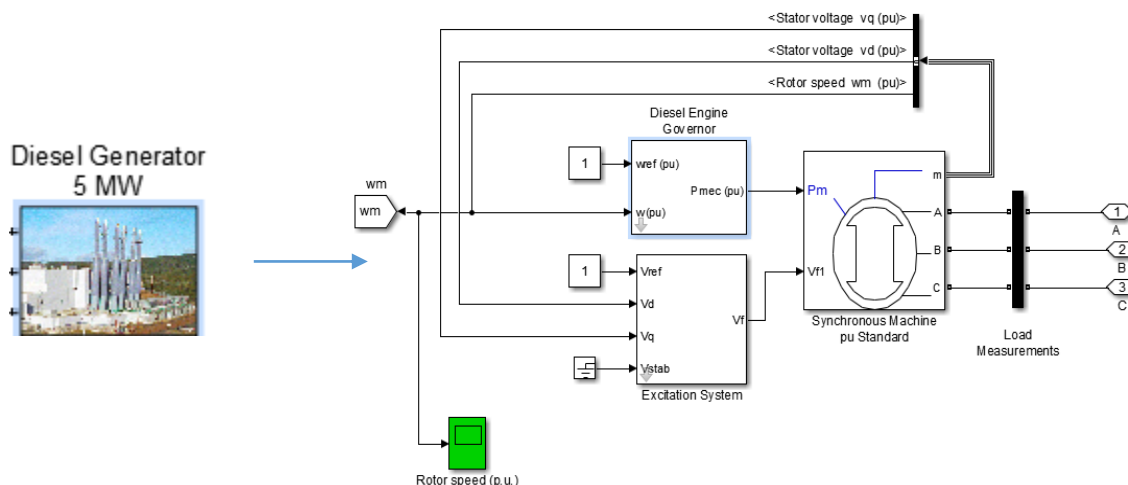 Diesel Generator
5 MW
<Stator voltage vq (pu)>
<Stator voltage vd (pu)>
<Rotor speed wm (pu)>
Diesel Engine
Governor
1
wref (pu)
w(pu)
Pmec (pu)
wm
wm
1
Vref
Vd
Vq
Vstab
Vf
Excitation System
Pm
Vf1
m
A
B
C
Synchronous Machine
pu Standard
Load
Measurements
1
A
2
B
3
C
Rotor speed (p.u.)